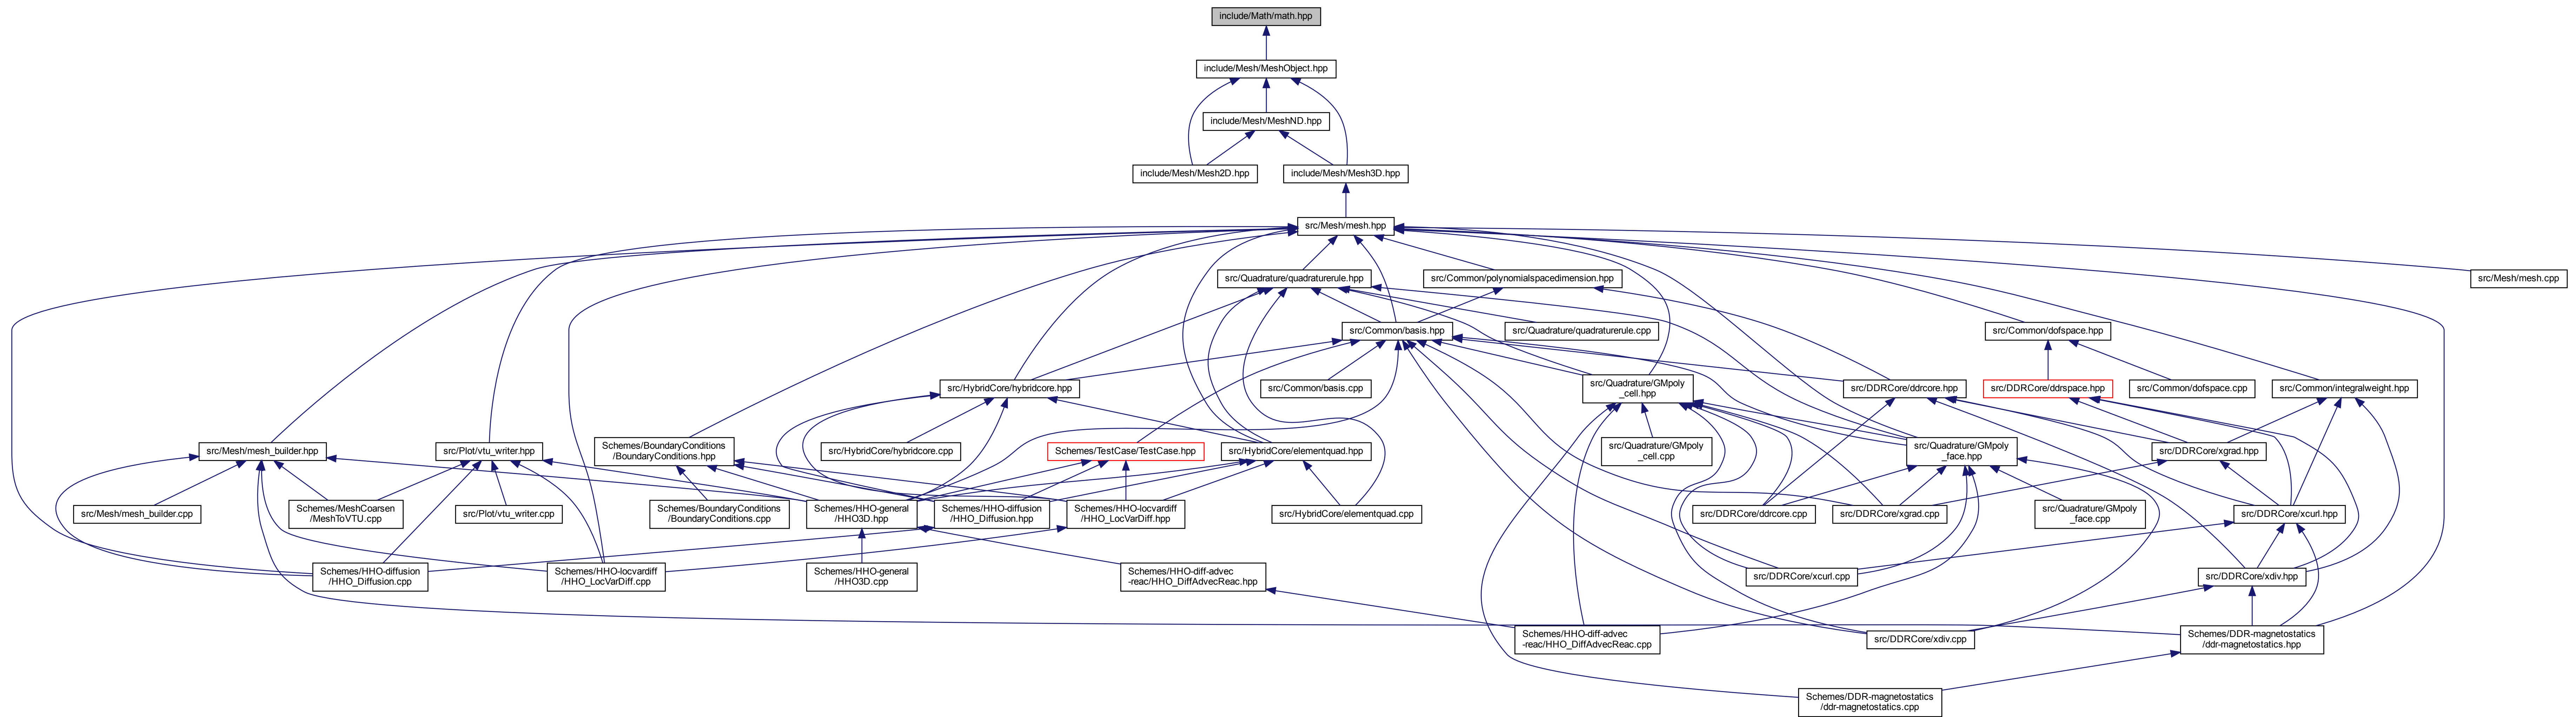 include/Math/math.hpp
include/Mesh/MeshObject.hpp
include/Mesh/MeshND.hpp
include/Mesh/Mesh2D.hpp
include/Mesh/Mesh3D.hpp
src/Mesh/mesh.hpp
src/Quadrature/quadraturerule.hpp
src/Common/polynomialspacedimension.hpp
src/Mesh/mesh.cpp
src/Common/basis.hpp
src/Quadrature/quadraturerule.cpp
src/Common/dofspace.hpp
src/HybridCore/hybridcore.hpp
src/Common/basis.cpp
src/Quadrature/GMpoly
_cell.hpp
src/DDRCore/ddrcore.hpp
src/DDRCore/ddrspace.hpp
src/Common/dofspace.cpp
src/Common/integralweight.hpp
src/Mesh/mesh_builder.hpp
src/Plot/vtu_writer.hpp
Schemes/BoundaryConditions
/BoundaryConditions.hpp
src/HybridCore/hybridcore.cpp
Schemes/TestCase/TestCase.hpp
src/HybridCore/elementquad.hpp
src/Quadrature/GMpoly
_cell.cpp
src/Quadrature/GMpoly
_face.hpp
src/DDRCore/xgrad.hpp
src/Mesh/mesh_builder.cpp
Schemes/MeshCoarsen
/MeshToVTU.cpp
src/Plot/vtu_writer.cpp
Schemes/BoundaryConditions
/BoundaryConditions.cpp
Schemes/HHO-general
/HHO3D.hpp
Schemes/HHO-diffusion
/HHO_Diffusion.hpp
Schemes/HHO-locvardiff
/HHO_LocVarDiff.hpp
src/HybridCore/elementquad.cpp
src/DDRCore/ddrcore.cpp
src/DDRCore/xgrad.cpp
src/Quadrature/GMpoly
_face.cpp
src/DDRCore/xcurl.hpp
Schemes/HHO-diffusion
/HHO_Diffusion.cpp
Schemes/HHO-locvardiff
/HHO_LocVarDiff.cpp
Schemes/HHO-general
/HHO3D.cpp
Schemes/HHO-diff-advec
-reac/HHO_DiffAdvecReac.hpp
src/DDRCore/xcurl.cpp
src/DDRCore/xdiv.hpp
Schemes/HHO-diff-advec
-reac/HHO_DiffAdvecReac.cpp
src/DDRCore/xdiv.cpp
Schemes/DDR-magnetostatics
/ddr-magnetostatics.hpp
Schemes/DDR-magnetostatics
/ddr-magnetostatics.cpp